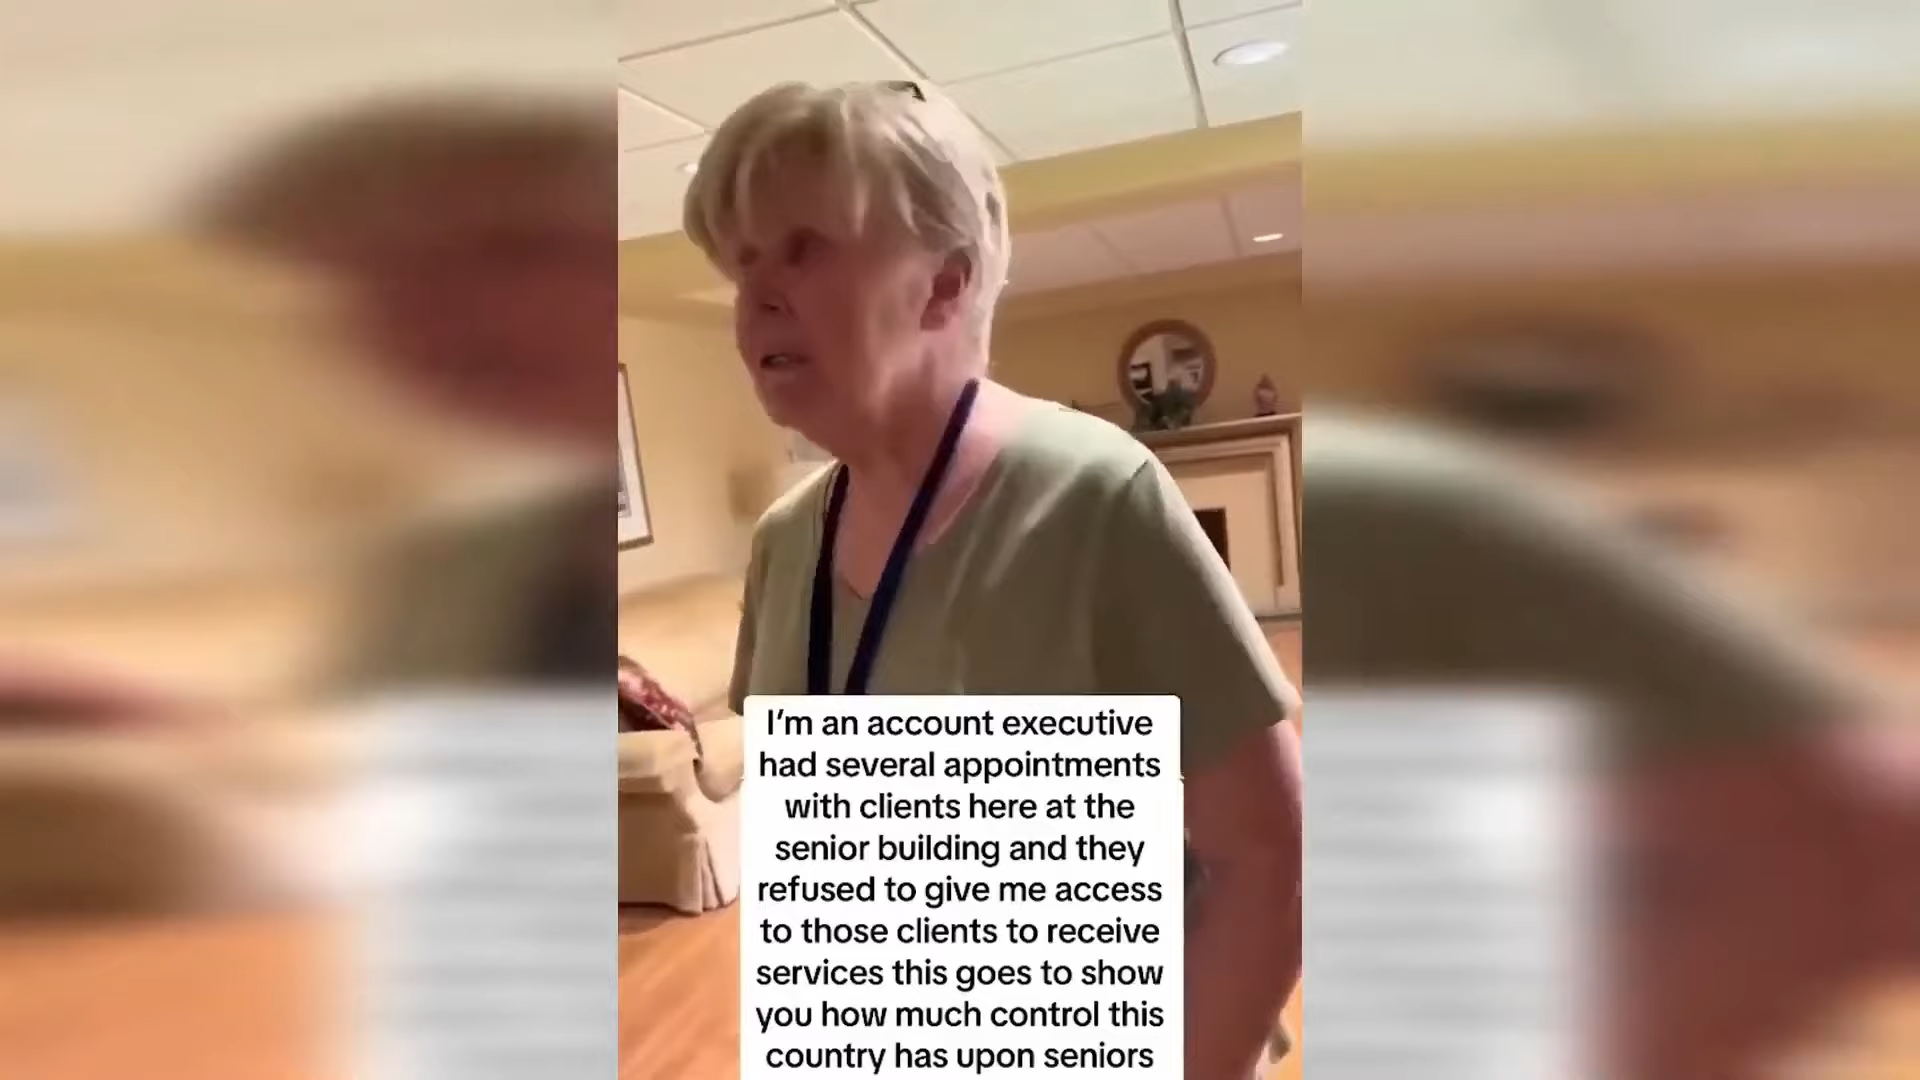 I'm an account executive
had several appointments
with clients here at the
senior building and they
refused to give me access
to those clients to receive
services this goes to show
you how much control this
country has upon seniors